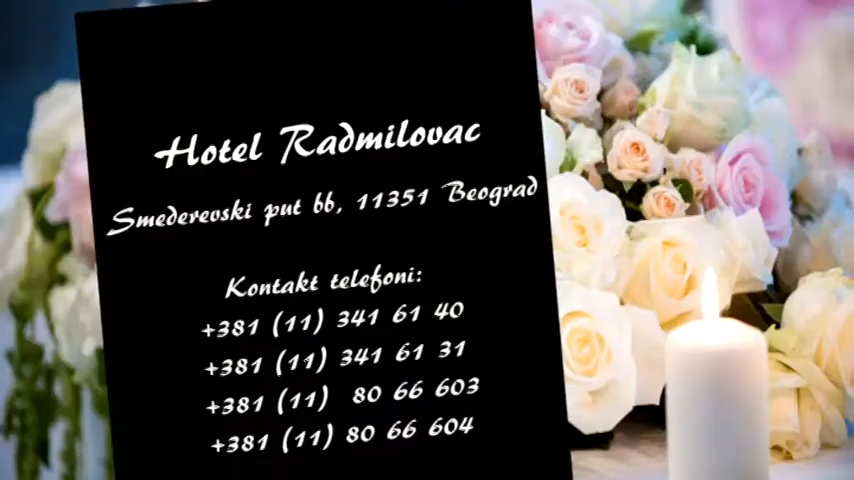 Hotel Radmilovac
Smederevski put bb, 11351 Beograd
Kontakt telefoni:
+381 (11) 341 61 40
+381 (11) 341 61 31
+381 (11) 80 66 603
+381 (11) 80 66 604